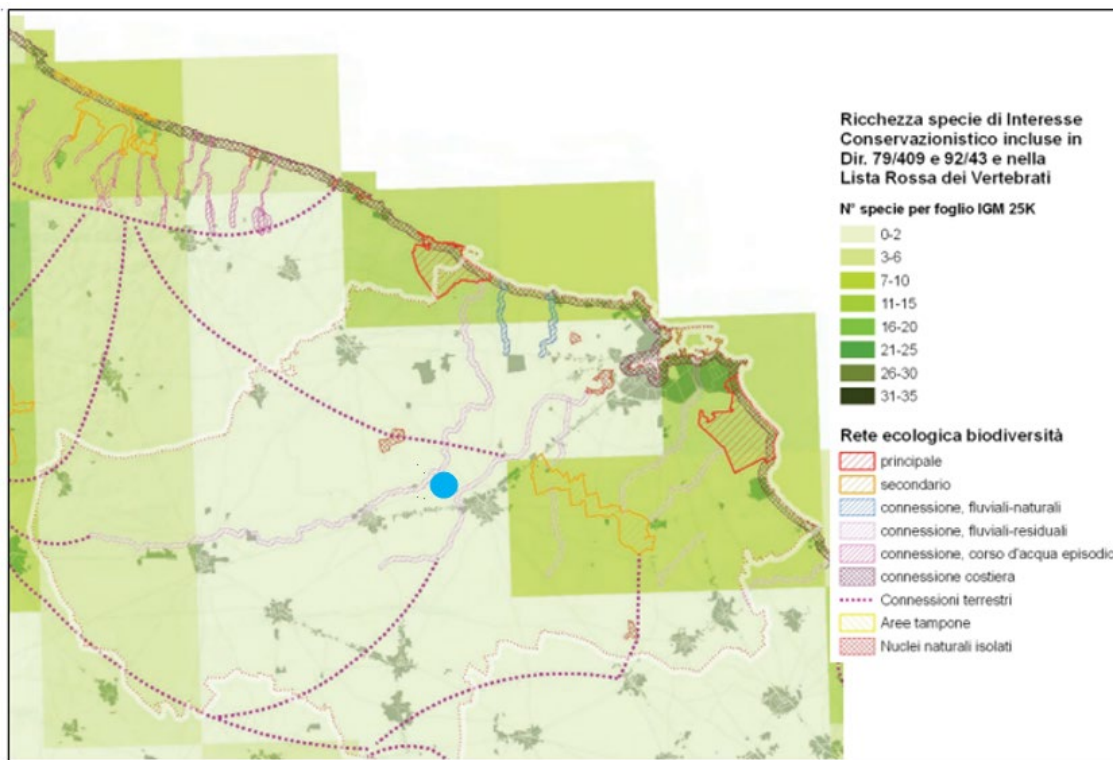 Ricchezza specie di Interesse
Conservazionistico incluse in
Dir. 79/409 e 92/43 e nella
Lista Rossa dei Vertebrati
N° specie per foglio IGM 25K
0-2
3-6
7-10
11-15
16-20
21-25
26-30
31-35
Rete ecologica biodiversità
principale
secondario
connessione, fluviali-naturali
connessione, fluviali-residuali
connessione, corso d'acqua episodico
connessione costiera
Connessioni terrestri
Aree tampone
Nuclei naturali isolati